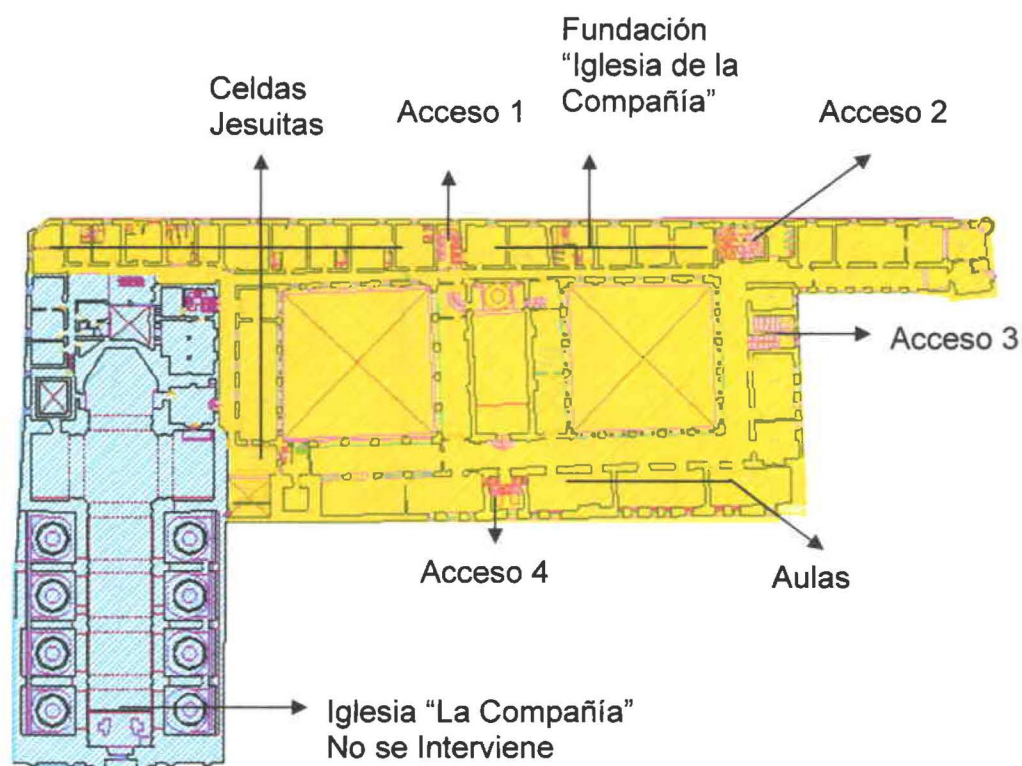 Fundación
“Iglesia de la
Compañía”
Celdas
Jesuitas
Acceso 1
Acceso 2
Acceso 3
Acceso 4
Aulas
Iglesia “La Compañía”
No se Interviene